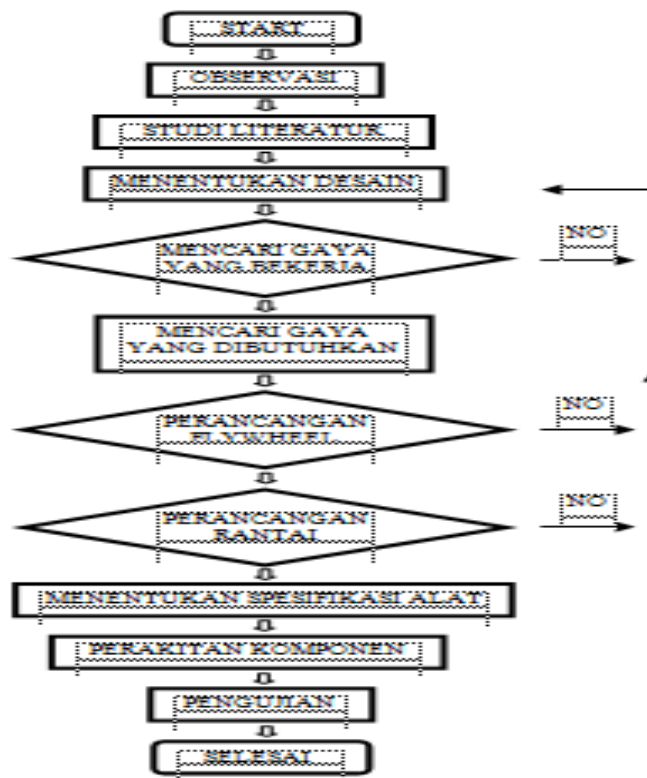 START
OBSERVASI
STUDI LITERATUR
MENENTUKAN DESAIN
MENCARI GAYA
YANG BEKERJA
NO
MENCARI GAYA
YANG DIBUTUHKAN
PERANCANGAN
FLYWHEEL
NO
PERANCANGAN
RANTAI
NO
MENENTUKAN SPESIFIKASI ALAT
PERAKITAN KOMPONEN
PENGUJIAN
SELESAI